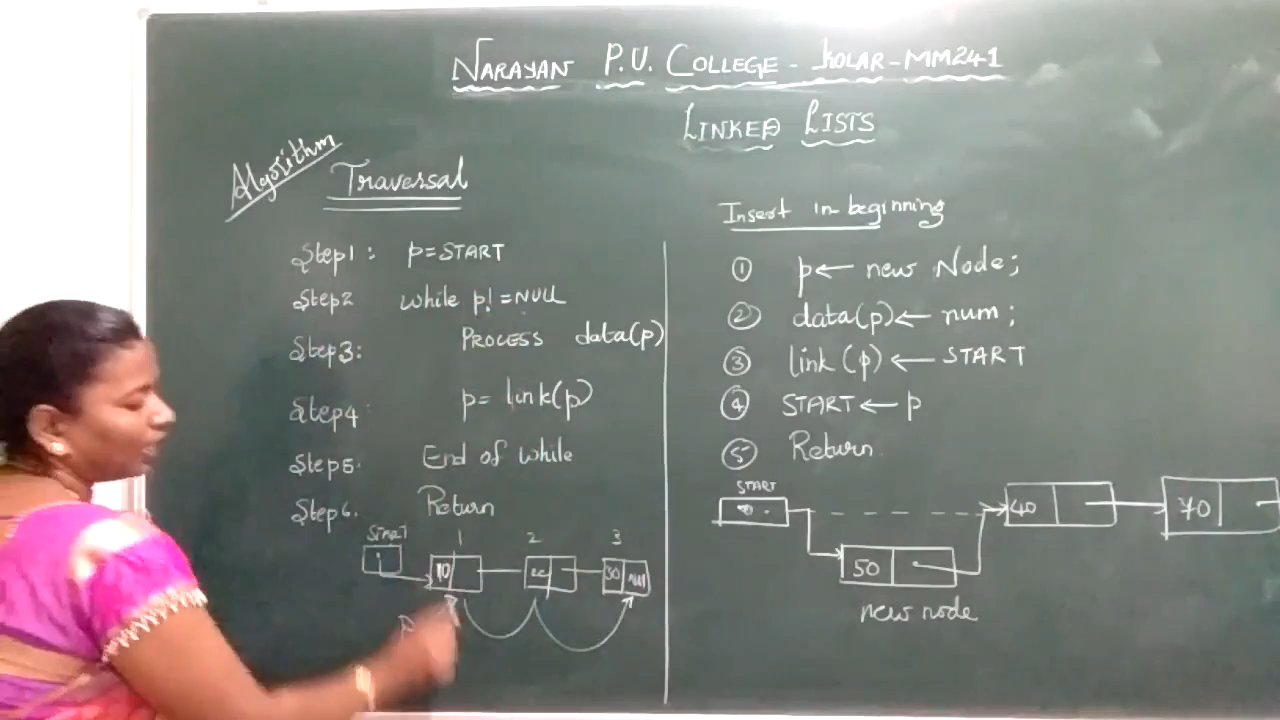 NARAYAN P.U. COLLEGE - KOLAR - MM241
LINKED LISTS
Algorithm
Traversal
Step1: p=START
Step2 while p!=NULL
Step3: PROCESS data(p)
Step4: p= link(p)
Step5: End of while
Step6. Return
START 1 2 3
10 30
P
Insert in beginning
① p← new Node;
② data(p)← num;
③ link(p) ← START
④ START← p
⑤ Return.
START
40 70
50
new node